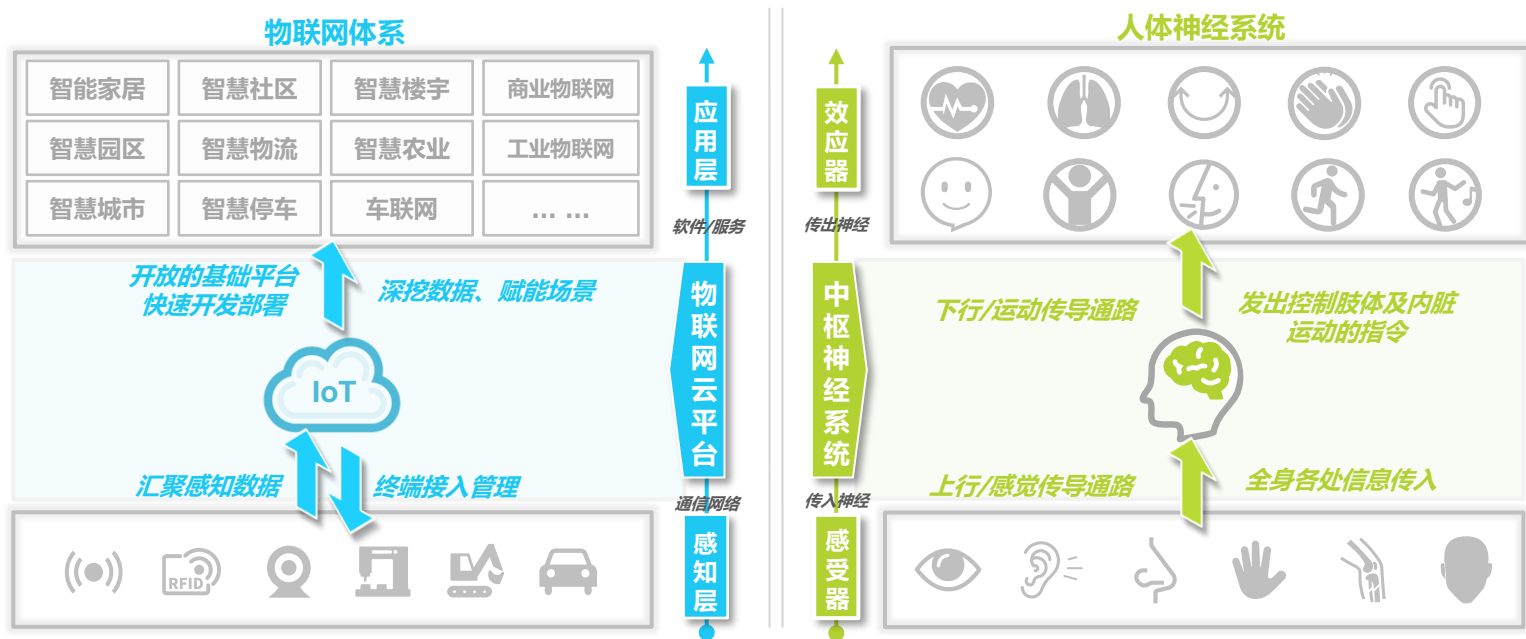 物联网体系
智能家居
智慧社区
智慧楼宇
商业物联网
智慧园区
智慧物流
智慧农业
工业物联网
智慧城市
智慧停车
车联网
... ...
开放的基础平台
快速开发部署
深挖数据、赋能场景
IoT
汇聚感知数据
终端接入管理
RFID
应用层
软件/服务
物联网云平台
通信网络
感知层
人体神经系统
效应器
传出神经
中枢神经系统
传入神经
感受器
下行/运动传导通路
发出控制肢体及内脏
运动的指令
上行/感觉传导通路
全身各处信息传入